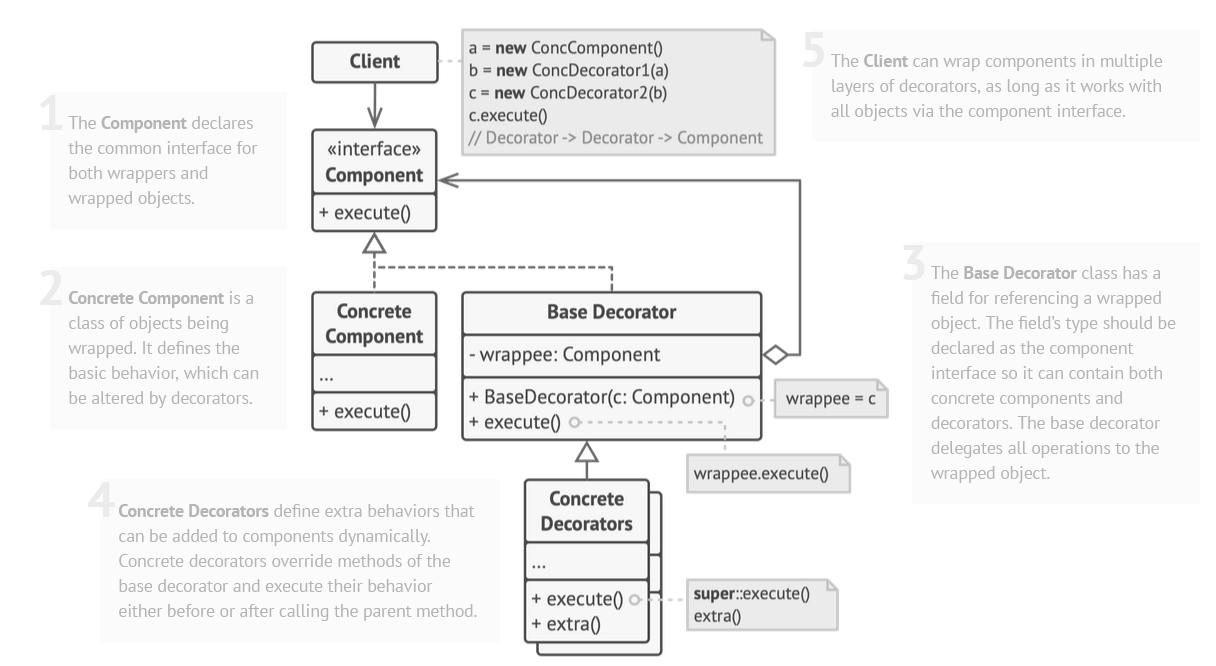 Client
a = new ConcComponent()
b = new ConcDecorator1(a)
c = new ConcDecorator2(b)
c.execute()
// Decorator -> Decorator -> Component
5
The Client can wrap components in multiple
layers of decorators, as long as it works with
all objects via the component interface.
1
The Component declares
the common interface for
both wrappers and
wrapped objects.
«interface»
Component
+ execute()
2
Concrete Component is a
class of objects being
wrapped. It defines the
basic behavior, which can
be altered by decorators.
Concrete
Component
...
+ execute()
Base Decorator
- wrappee: Component
+ BaseDecorator(c: Component)
+ execute()
wrappee = c
wrappee.execute()
3
The Base Decorator class has a
field for referencing a wrapped
object. The field's type should be
declared as the component
interface so it can contain both
concrete components and
decorators. The base decorator
delegates all operations to the
wrapped object.
4
Concrete Decorators define extra behaviors that
can be added to components dynamically.
Concrete decorators override methods of the
base decorator and execute their behavior
either before or after calling the parent method.
Concrete
Decorators
...
+ execute()
+ extra()
super::execute()
extra()